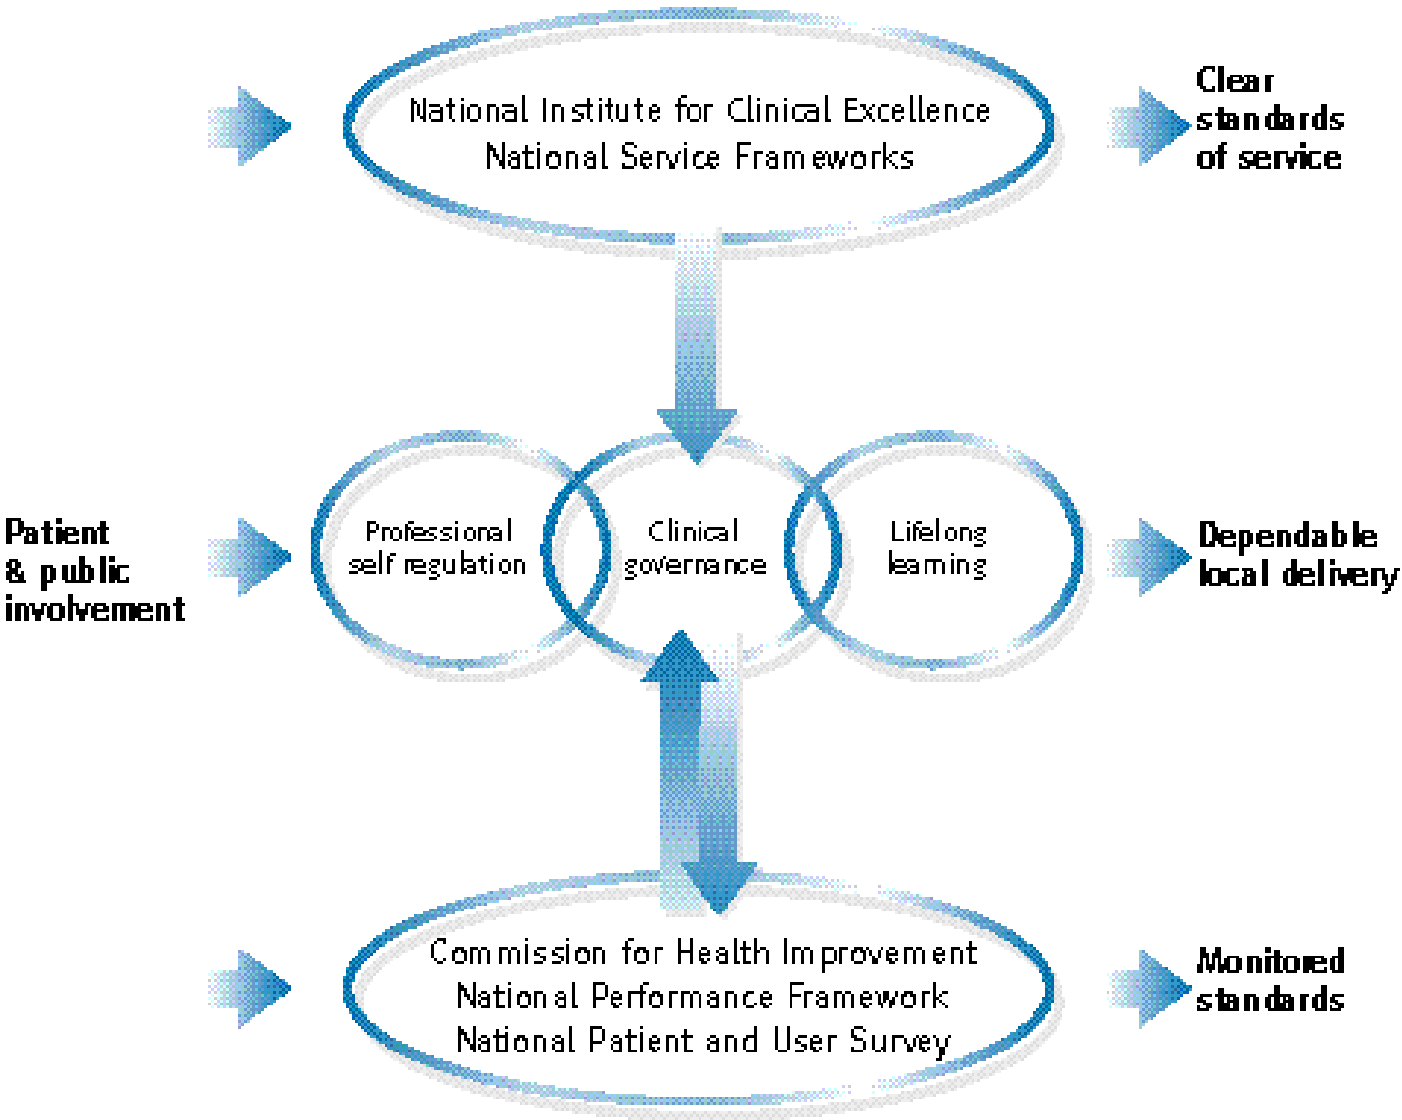 National Institute for Clinical Excellence
National Service Frameworks
Clear
standards
of service
Patient
& public
involvement
Professional
self regulation
Clinical
governance
Lifelong
learning
Dependable
local delivery
Commission for Health Improvement
National Performance Framework
National Patient and User Survey
Monitored
standards